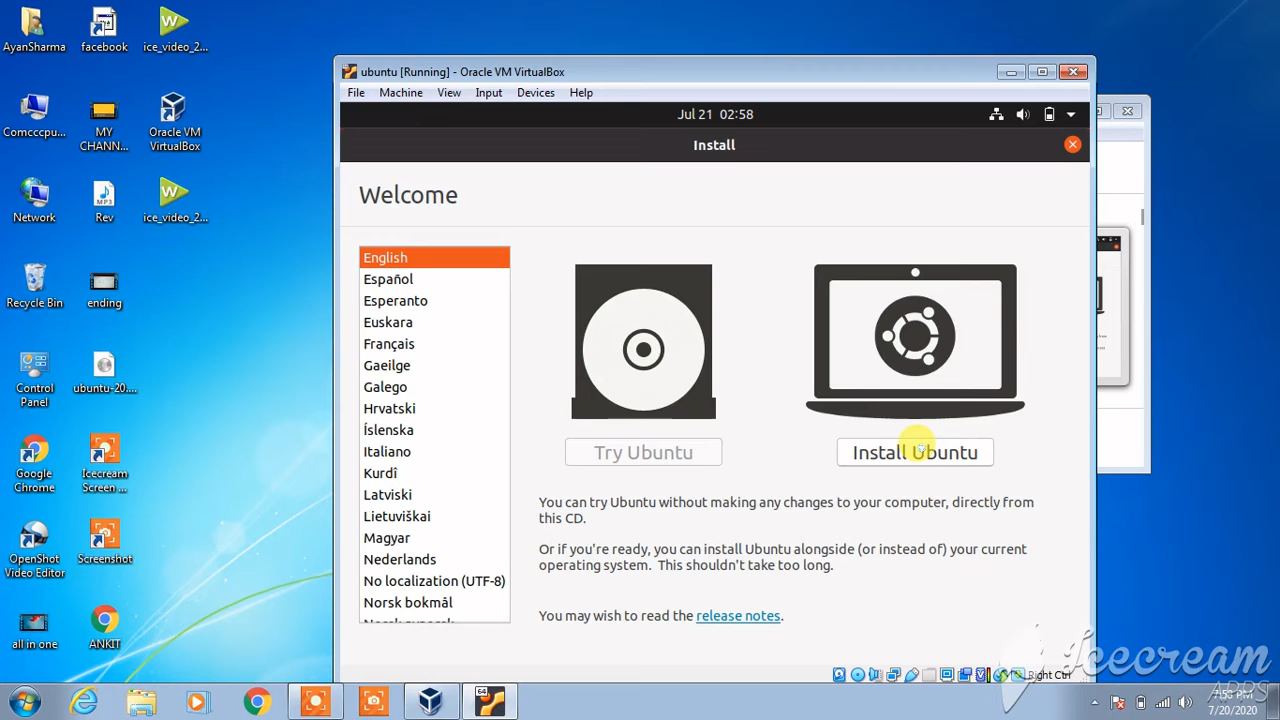 AyanSharma
facebook
ice_video_2...
Comcccpu...
MY
CHANN...
Oracle VM
VirtualBox
Network
Rev
ice_video_2...
Recycle Bin
ending
Control
Panel
ubuntu-20....
Google
Chrome
Icecream
Screen ...
OpenShot
Video Editor
Screenshot
all in one
ANKIT
ubuntu [Running] - Oracle VM VirtualBox
File Machine View Input Devices Help
Jul 21 02:58
Install
Welcome
English
Español
Esperanto
Euskara
Français
Gaeilge
Galego
Hrvatski
Íslenska
Italiano
Kurdî
Latviski
Lietuviškai
Magyar
Nederlands
No localization (UTF-8)
Norsk bokmål
Norsk nynorsk
Try Ubuntu
Install Ubuntu
You can try Ubuntu without making any changes to your computer, directly from
this CD.
Or if you're ready, you can install Ubuntu alongside (or instead of) your current
operating system. This shouldn't take too long.
You may wish to read the release notes.
Right Ctrl
64
Icecream
APPS
7:58 PM
7/20/2020